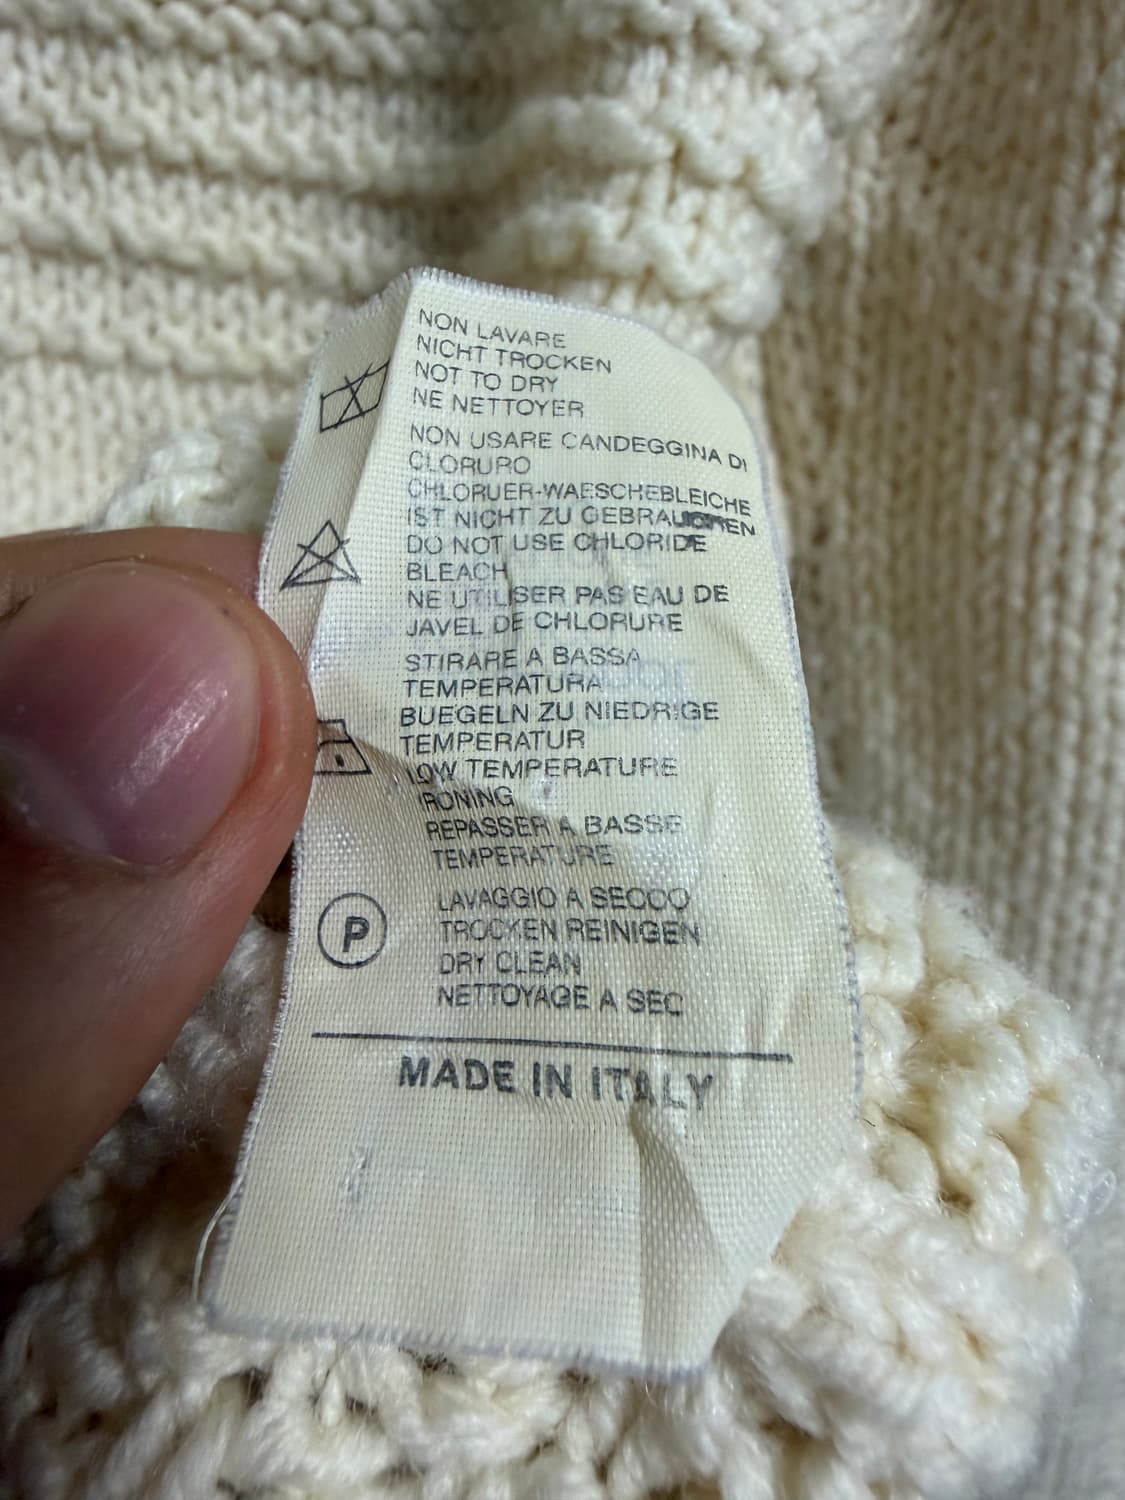 NON LAVARE
NICHT TROCKEN
NOT TO DRY
NE NETTOYER
NON USARE CANDEGGINA DI
CLORURO
CHLORUER-WAESCHEBLEICHE
IST NICHT ZU GEBRAUCHEN
DO NOT USE CHLORIDE
BLEACH
NE UTILISER PAS EAU DE
JAVEL DE CHLORURE
STIRARE A BASSA
TEMPERATURA
BUEGELN ZU NIEDRIGE
TEMPERATUR
LOW TEMPERATURE
IRONING
REPASSER A BASSE
TEMPERATURE
P
LAVAGGIO A SECCO
TROCKEN REINIGEN
DRY CLEAN
NETTOYAGE A SEC
MADE IN ITALY